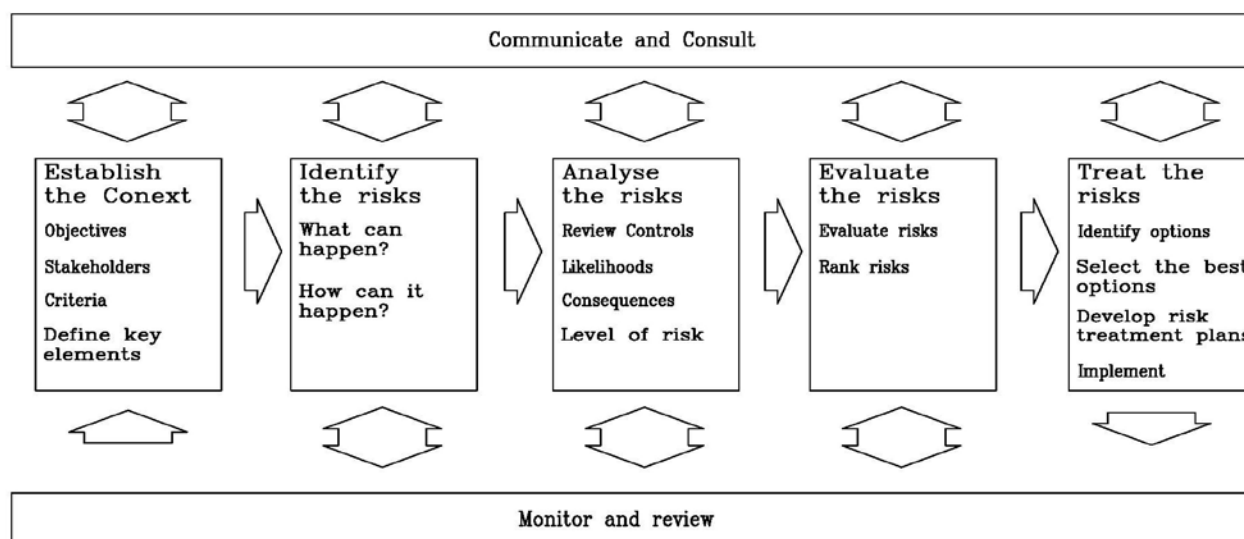 Communicate and Consult
Establish
the Conext
Objectives
Stakeholders
Criteria
Define key
elements
Identify
the risks
What can
happen?
How can it
happen?
Analyse
the risks
Review Controls
Likelihoods
Consequences
Level of risk
Evaluate
the risks
Evaluate risks
Rank risks
Treat the
risks
Identify options
Select the best
options
Develop risk
treatment plans
Implement
Monitor and review